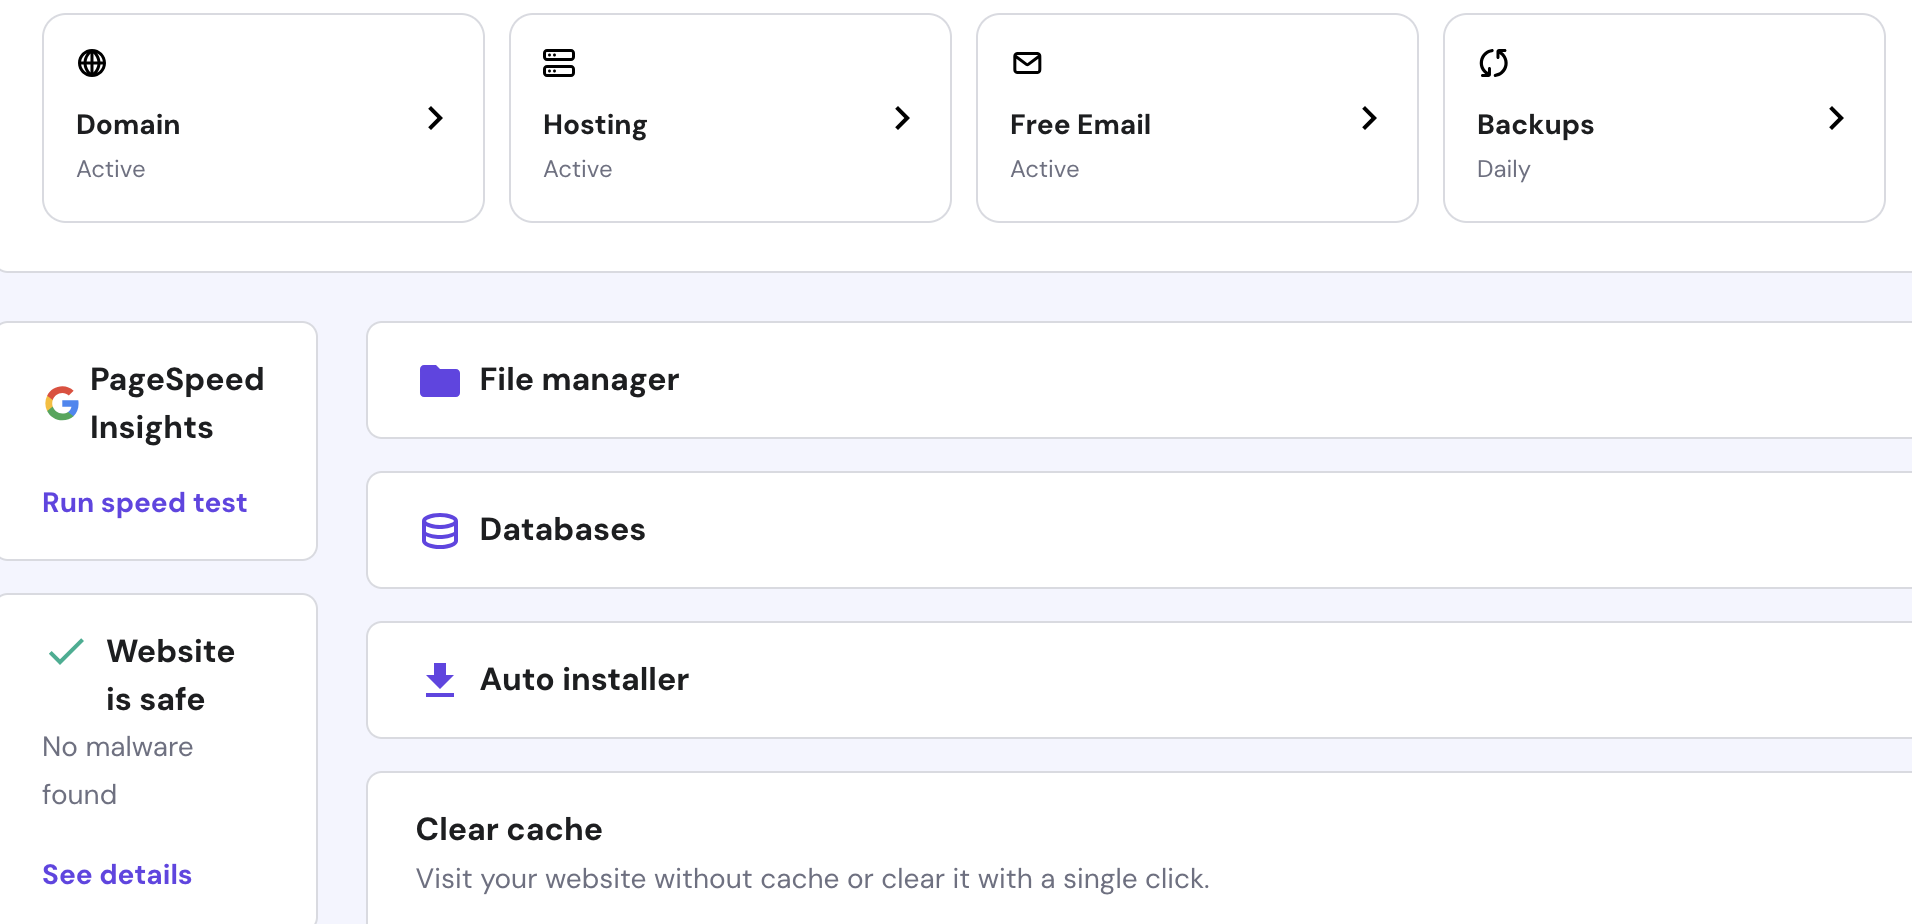 Domain
Active
Hosting
Active
Free Email
Active
Backups
Daily
PageSpeed
Insights
Run speed test
Website
is safe
No malware
found
See details
File manager
Databases
Auto installer
Clear cache
Visit your website without cache or clear it with a single click.